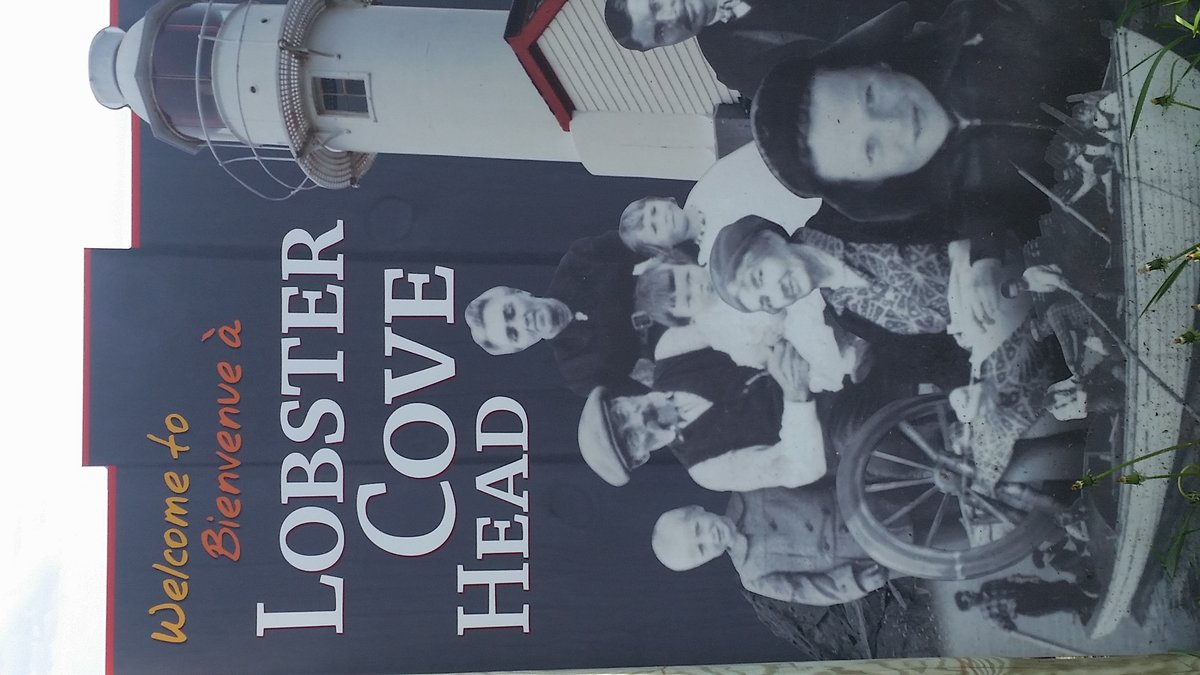 Welcome to
Bienvenue à
LOBSTER
COVE
HEAD